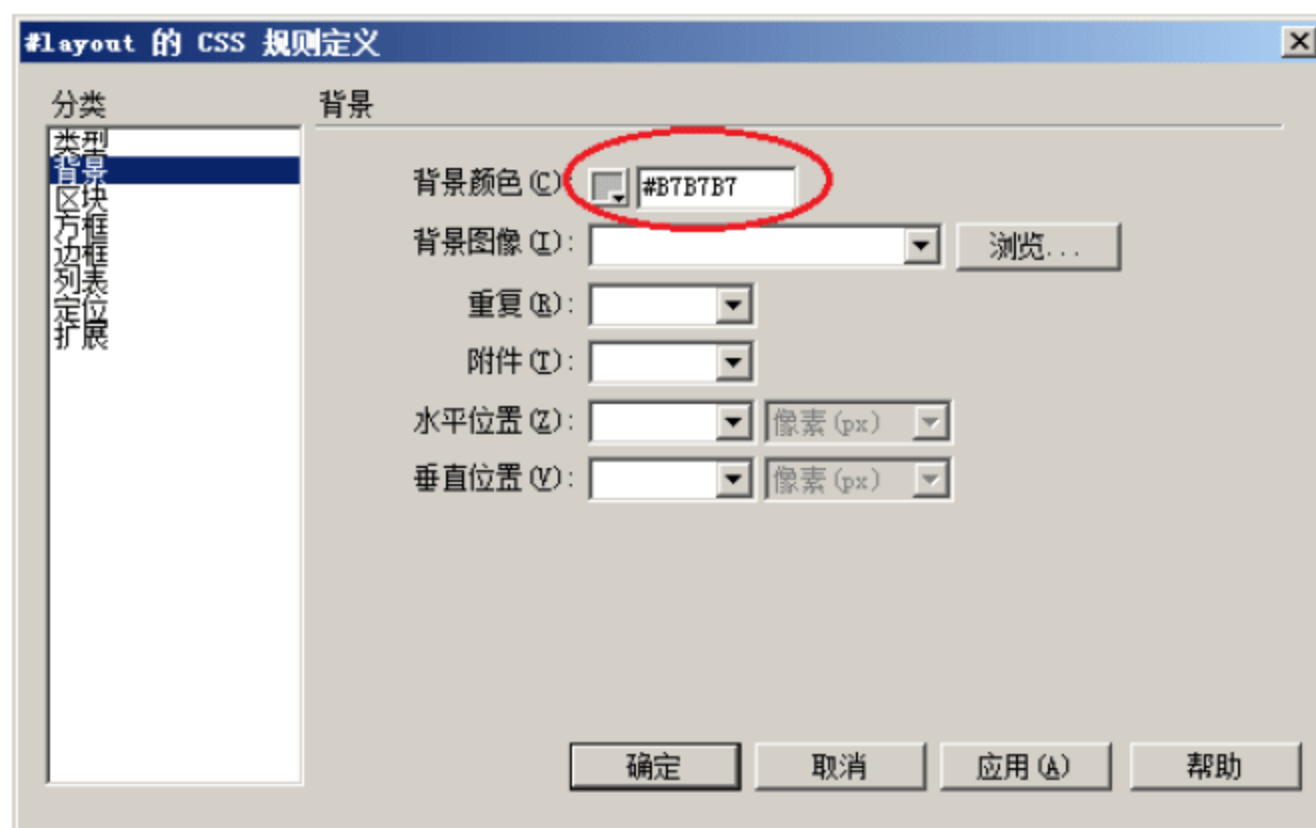 #layout 的 CSS 规则定义
分类
背景
类型
背景
区块
方框
边框
列表
定位
扩展
背景颜色(C): #B7B7B7
背景图像(I): 浏览...
重复(R):
附件(T):
水平位置(Z): 像素(px)
垂直位置(V): 像素(px)
确定 取消 应用(A) 帮助